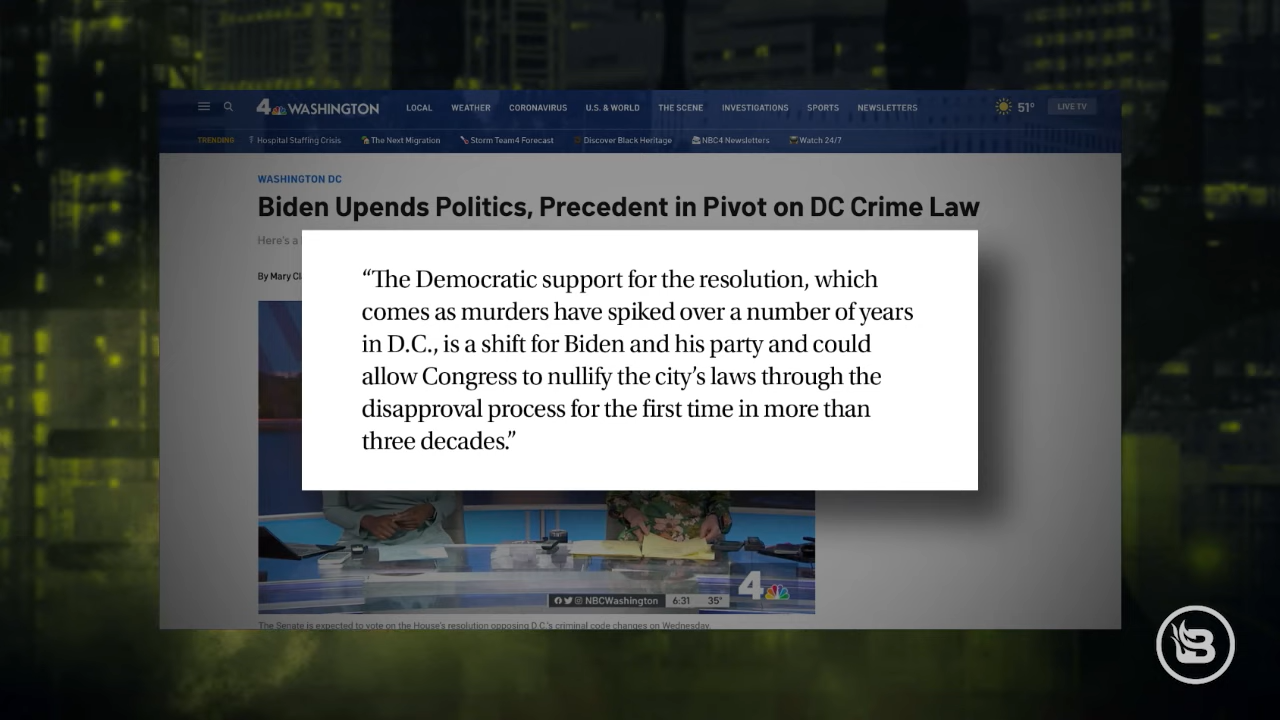 4 WASHINGTON LOCAL WEATHER CORONAVIRUS U.S. & WORLD THE SCENE INVESTIGATIONS SPORTS NEWSLETTERS 51° LIVE TV
TRENDING Hospital Staffing Crisis The Next Migration Storm Team4 Forecast Discover Black Heritage NBC4 Newsletters Watch 24/7
WASHINGTON DC
Biden Upends Politics, Precedent in Pivot on DC Crime Law
Here's a
By Mary
“The Democratic support for the resolution, which
comes as murders have spiked over a number of years
in D.C., is a shift for Biden and his party and could
allow Congress to nullify the city’s laws through the
disapproval process for the first time in more than
three decades.”
4
NBCWashington 6:31 35°
The Senate is expected to vote on the House's resolution opposing D.C.'s criminal code changes on Wednesday.
B